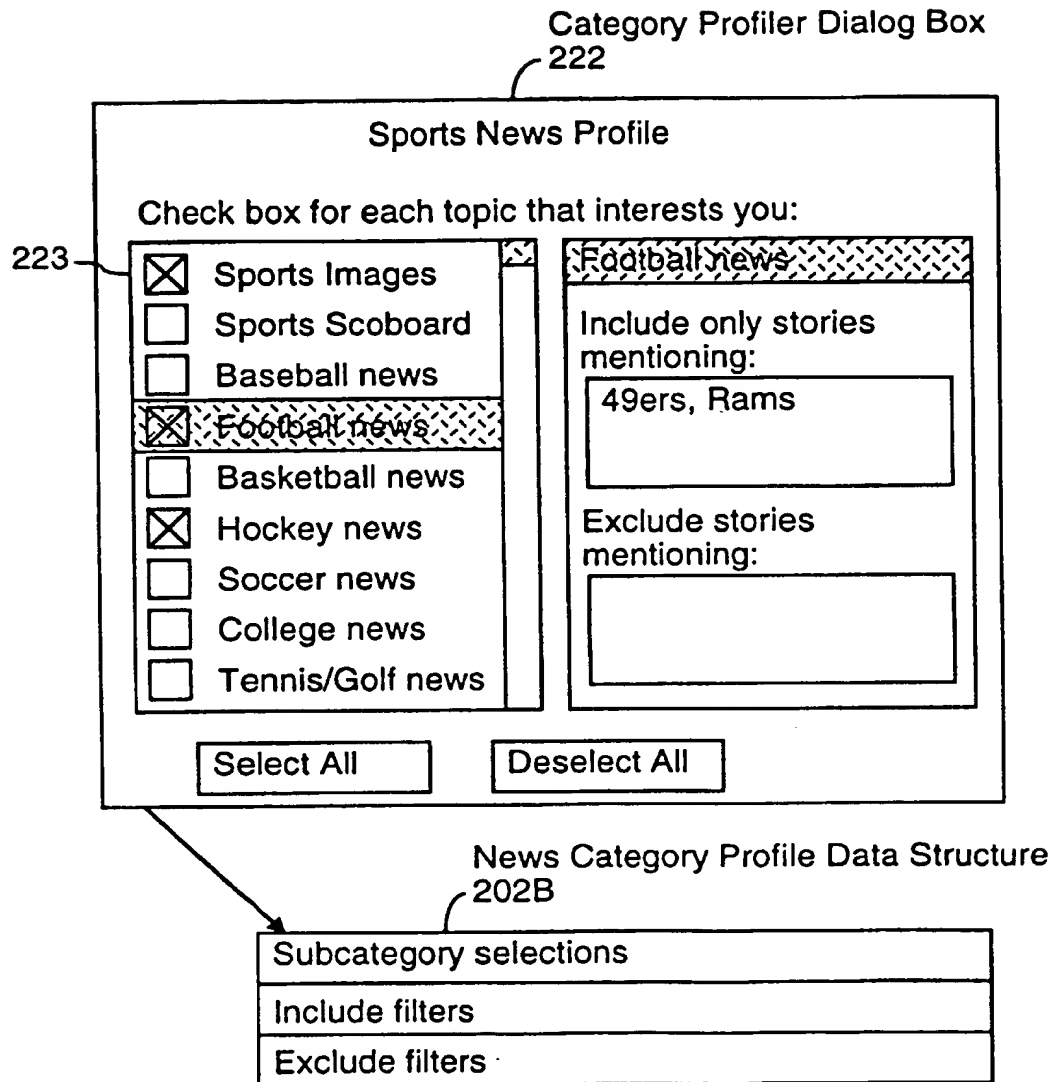 Category Profiler Dialog Box
222
Sports News Profile
Check box for each topic that interests you:
223
Sports Images
Sports Scoboard
Baseball news
Football news
Basketball news
Hockey news
Soccer news
College news
Tennis/Golf news
Football news
Include only stories
mentioning:
49ers, Rams
Exclude stories
mentioning:
Select All
Deselect All
News Category Profile Data Structure
202B
Subcategory selections
Include filters
Exclude filters